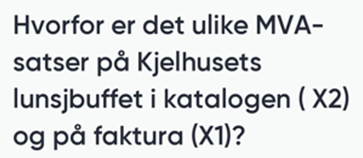 Hvorfor er det ulike MVA-
satser på Kjelhusets
lunsjbuffet i katalogen ( X2)
og på faktura (X1)?